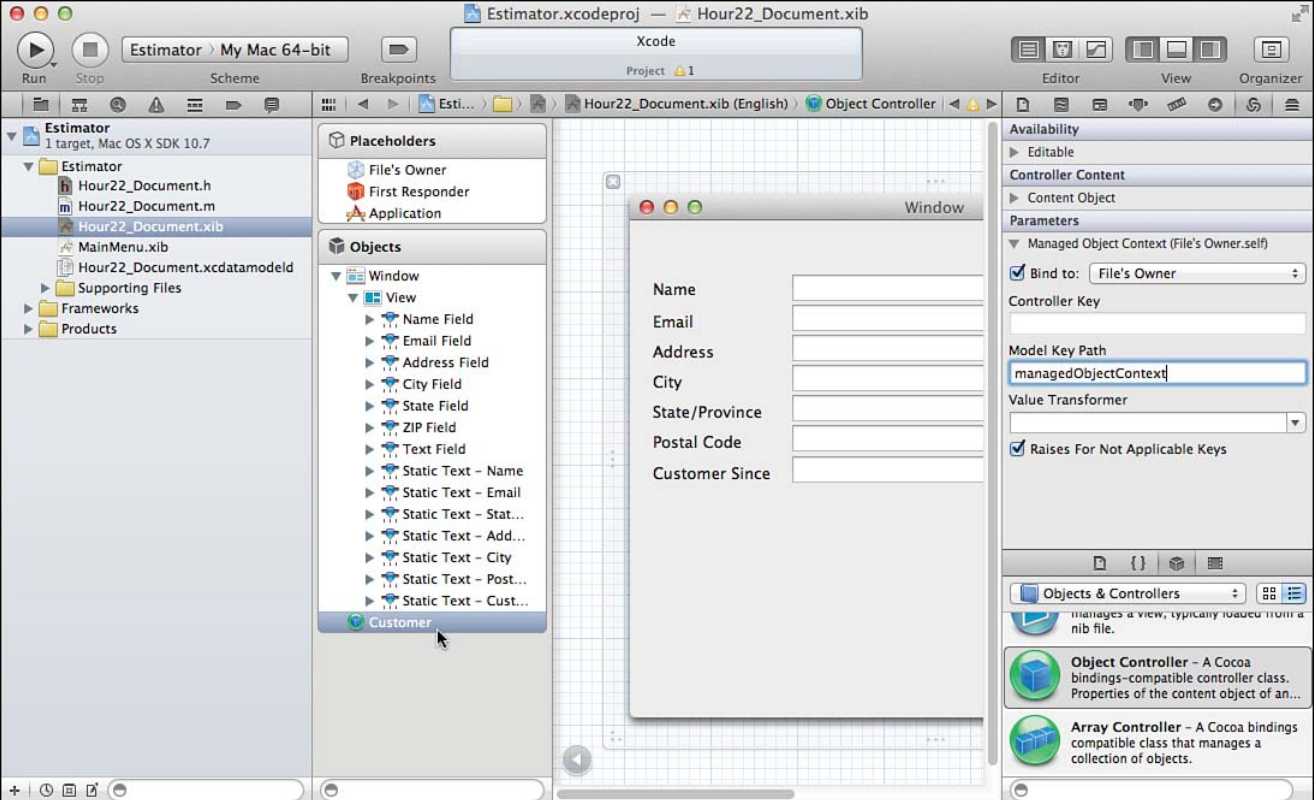 Estimator.xcodeproj — Hour22_Document.xib
Run
Stop
Estimator › My Mac 64-bit
Scheme
Breakpoints
Xcode
Project 1
Editor
View
Organizer
Esti...
Hour22_Document.xib (English)
Object Controller
Estimator
1 target, Mac OS X SDK 10.7
Estimator
Hour22_Document.h
Hour22_Document.m
Hour22_Document.xib
MainMenu.xib
Hour22_Document.xcdatamodeld
Supporting Files
Frameworks
Products
Placeholders
File's Owner
First Responder
Application
Objects
Window
View
Name Field
Email Field
Address Field
City Field
State Field
ZIP Field
Text Field
Static Text – Name
Static Text – Email
Static Text – Stat...
Static Text – Add...
Static Text – City
Static Text – Post...
Static Text – Cust...
Customer
Window
Name
Email
Address
City
State/Province
Postal Code
Customer Since
Availability
Editable
Controller Content
Content Object
Parameters
Managed Object Context (File's Owner.self)
Bind to:
File's Owner
Controller Key
Model Key Path
managedObjectContext
Value Transformer
Raises For Not Applicable Keys
Objects & Controllers
manages a view, typically loaded from a
nib file.
Object Controller – A Cocoa
bindings-compatible controller class.
Properties of the content object of an...
Array Controller – A Cocoa bindings
compatible class that manages a
collection of objects.